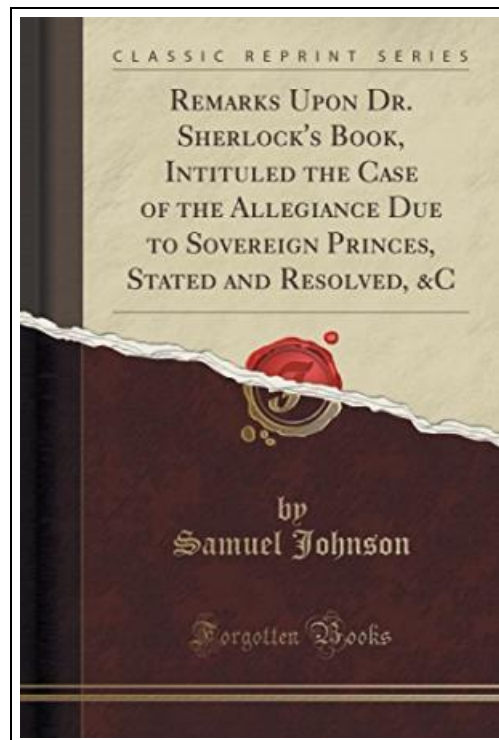 CLASSIC REPRINT SERIES
REMARKS UPON DR.
SHERLOCK'S BOOK,
INTITULED THE CASE
OF THE ALLEGIANCE DUE
TO SOVEREIGN PRINCES,
STATED AND RESOLVED, &C
by
Samuel Johnson
Forgotten Books